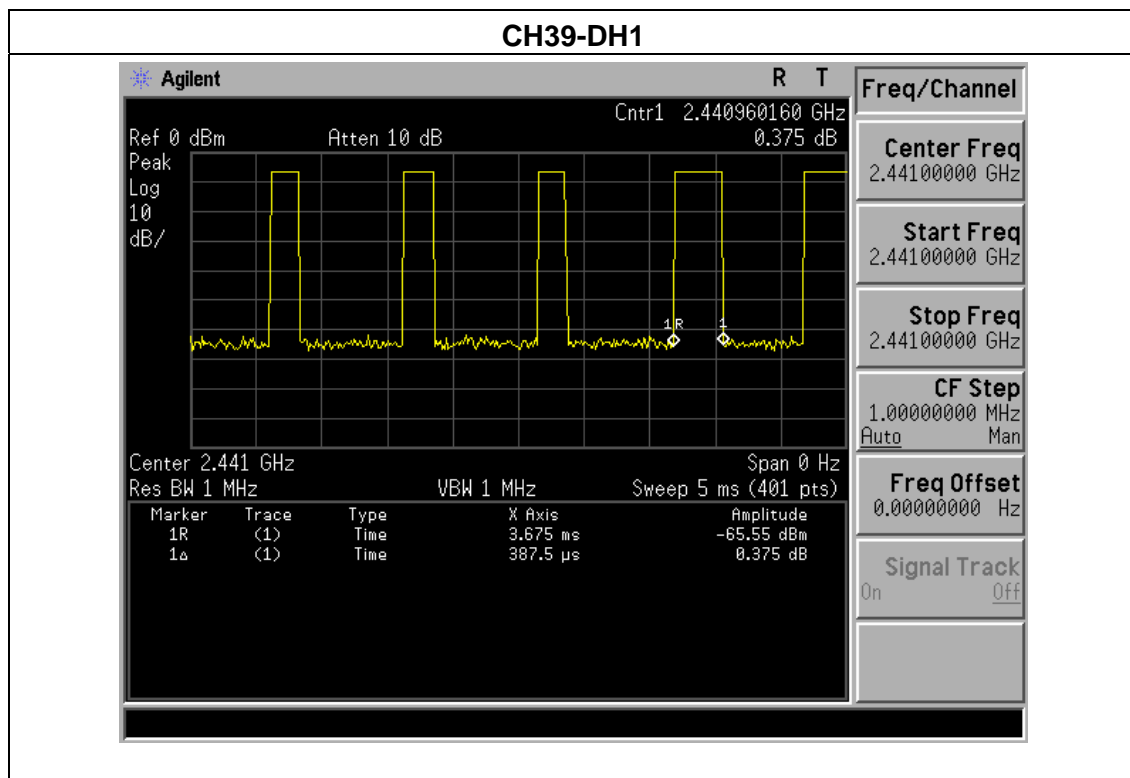 CH39-DH1
Agilent R T
Cntr1 2.440960160 GHz
Ref 0 dBm Atten 10 dB 0.375 dB
Peak
Log
10
dB/
1R 1
Center 2.441 GHz Span 0 Hz
Res BW 1 MHz VBW 1 MHz Sweep 5 ms (401 pts)
Marker Trace Type X Axis Amplitude
1R (1) Time 3.675 ms -65.55 dBm
1Δ (1) Time 387.5 µs 0.375 dB
Freq/Channel
Center Freq
2.44100000 GHz
Start Freq
2.44100000 GHz
Stop Freq
2.44100000 GHz
CF Step
1.00000000 MHz
Auto Man
Freq Offset
0.00000000 Hz
Signal Track
On Off